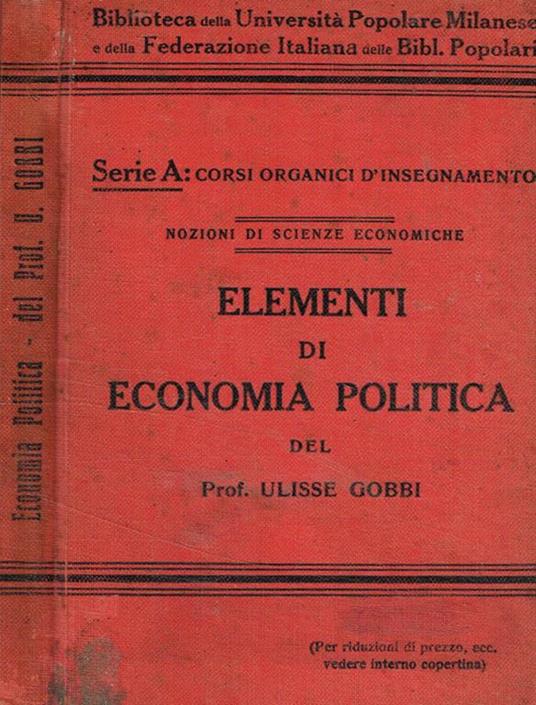 Biblioteca della Università Popolare Milanese
e della Federazione Italiana delle Bibl. Popolari
Serie A: CORSI ORGANICI D'INSEGNAMENTO
NOZIONI DI SCIENZE ECONOMICHE
ELEMENTI
DI
ECONOMIA POLITICA
DEL
Prof. ULISSE GOBBI
(Per riduzioni di prezzo, ecc.
vedere interno copertina)
Economia Politica - del Prof. U. GOBBI